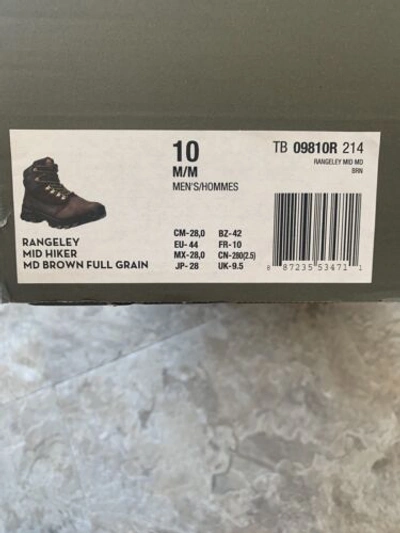 10
M/M
MEN'S/HOMMES
TB 09810R 214
RANGELEY MID MD
BRN
RANGELEY
MID HIKER
MD BROWN FULL GRAIN
CM-28,0 BZ-42
EU- 44 FR-10
MX-28,0 CN-280(2.5)
JP-28 UK-9.5
8 87235 53471 1